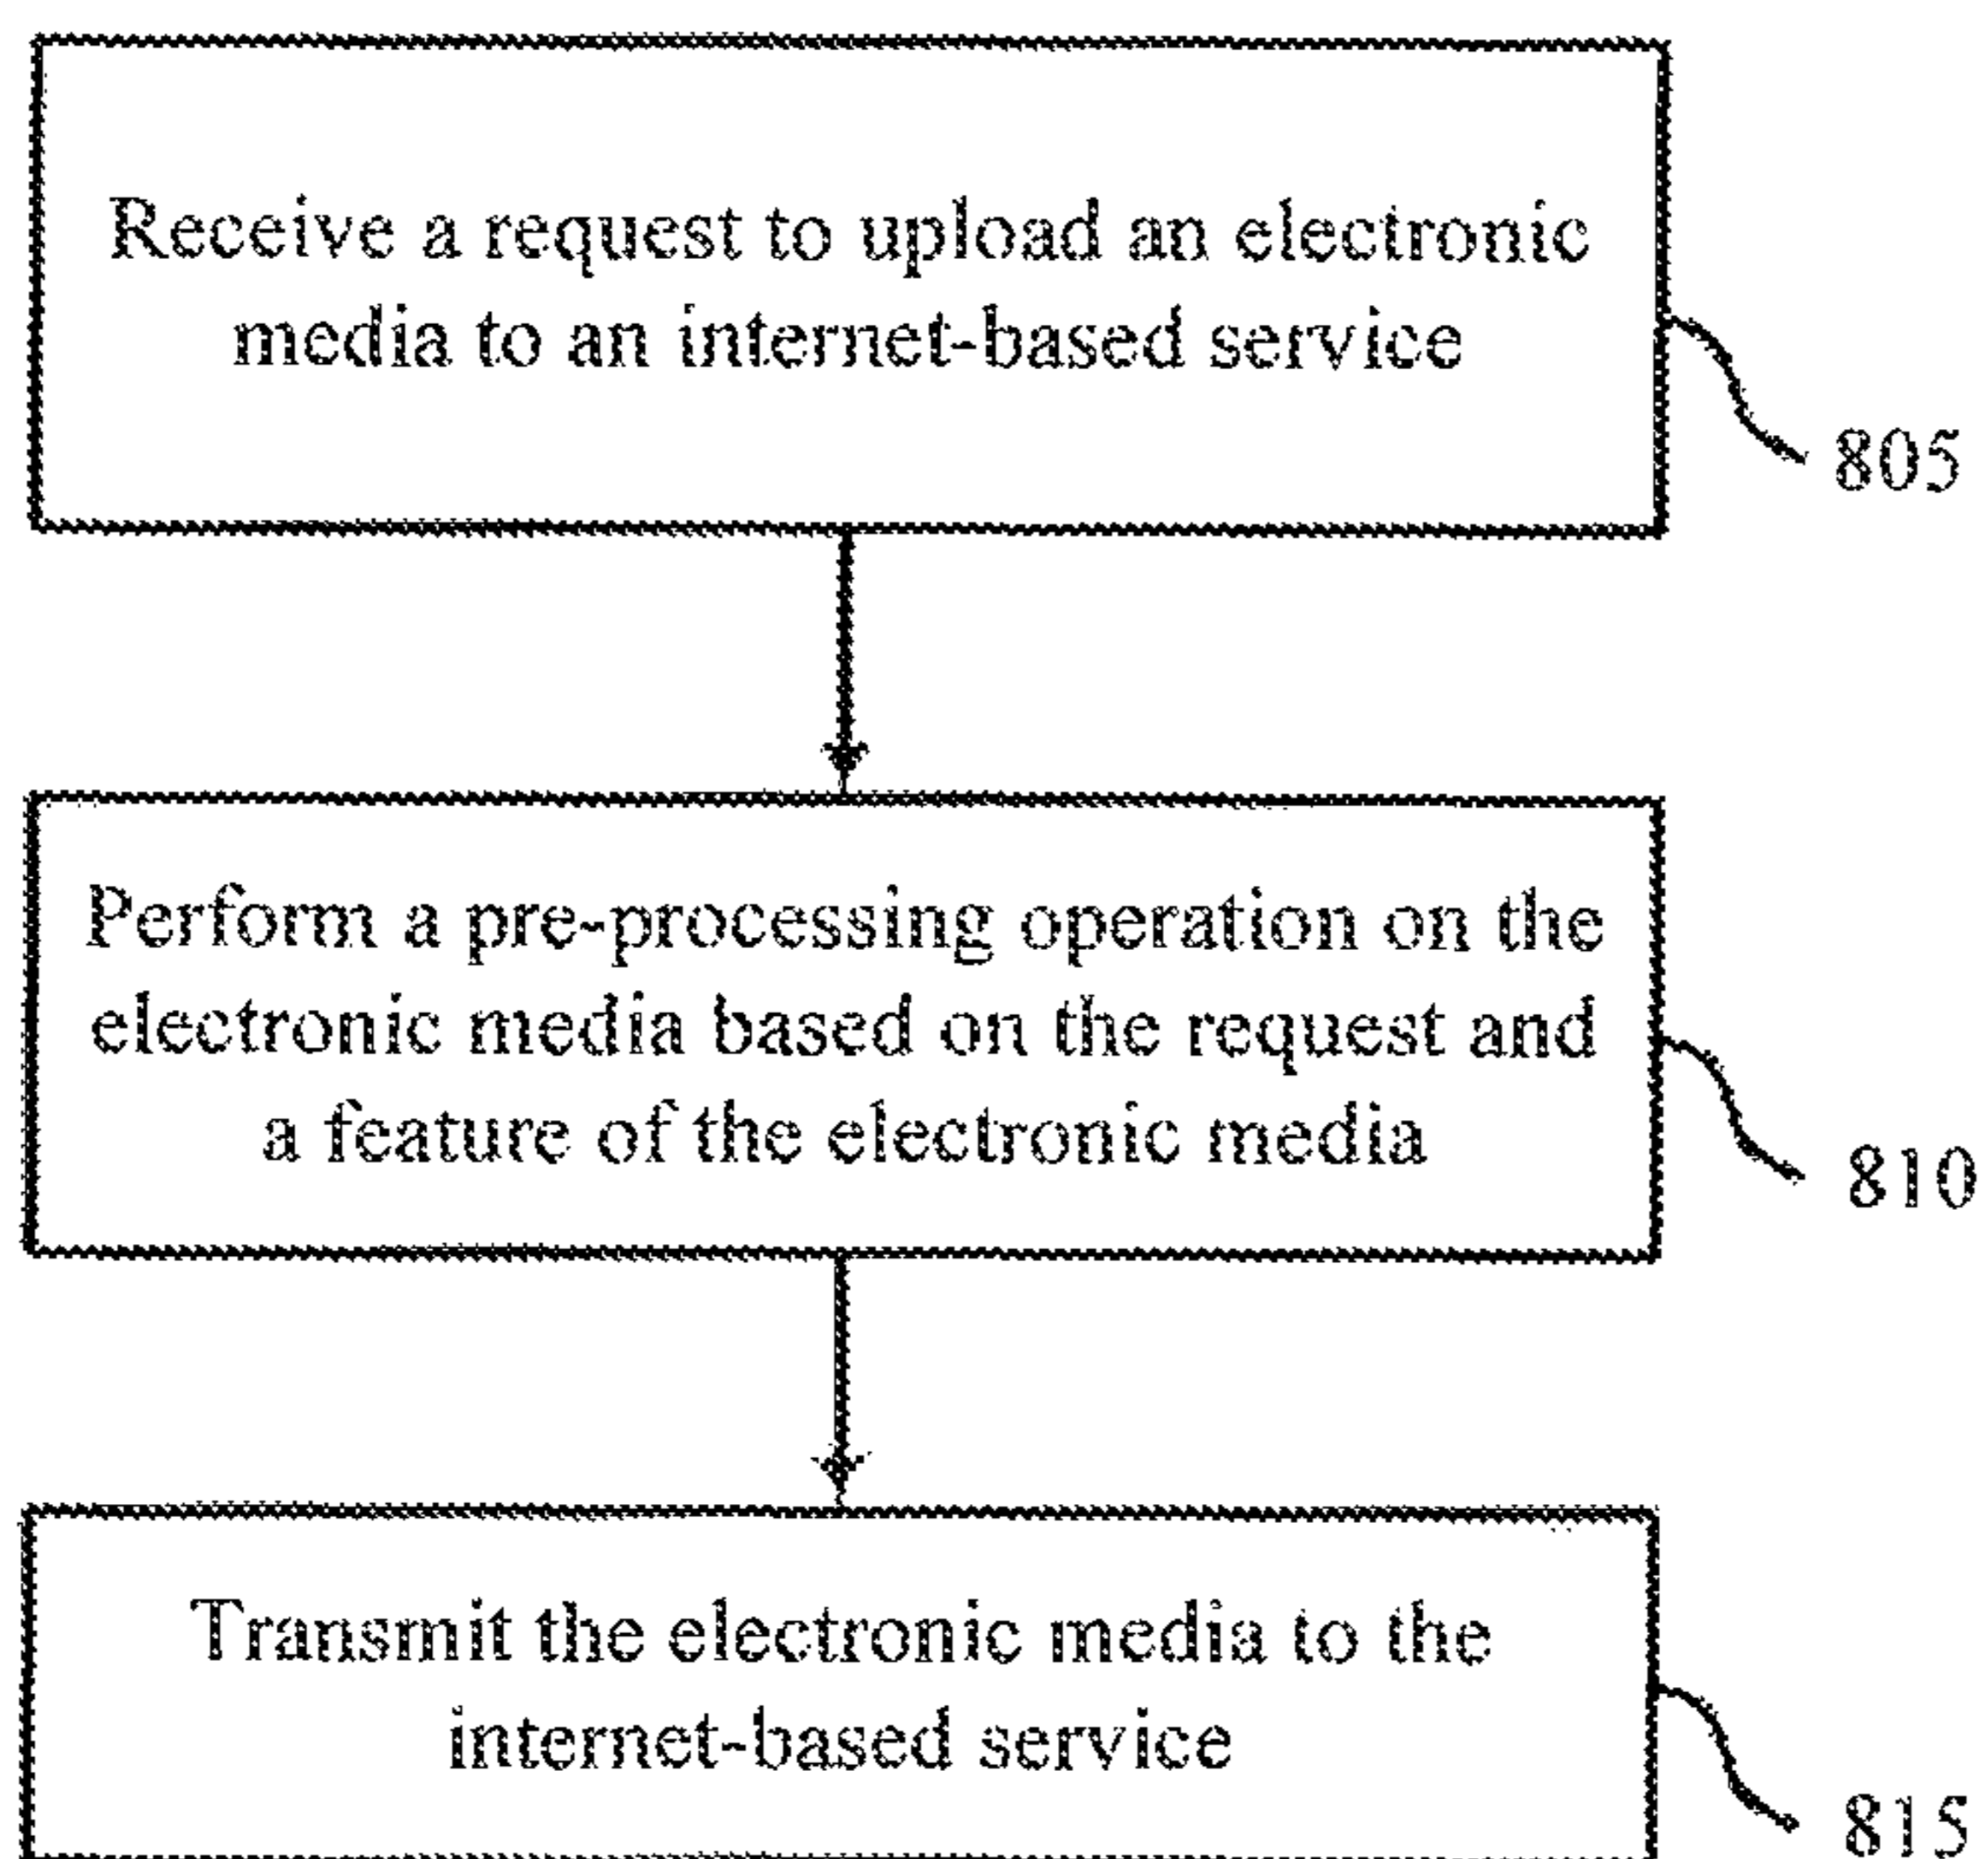 Receive a request to upload an electronic
media to an internet-based service
805
Perform a pre-processing operation on the
electronic media based on the request and
a feature of the electronic media
810
Transmit the electronic media to the
internet-based service
815